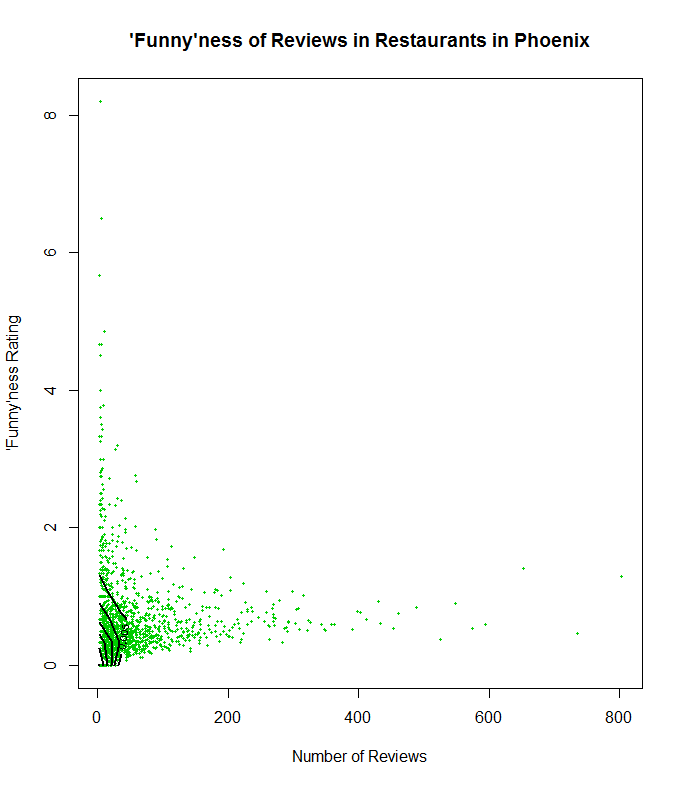 'Funny'ness of Reviews in Restaurants in Phoenix
8
6
4
2
0
'Funny'ness Rating
0 200 400 600 800
Number of Reviews